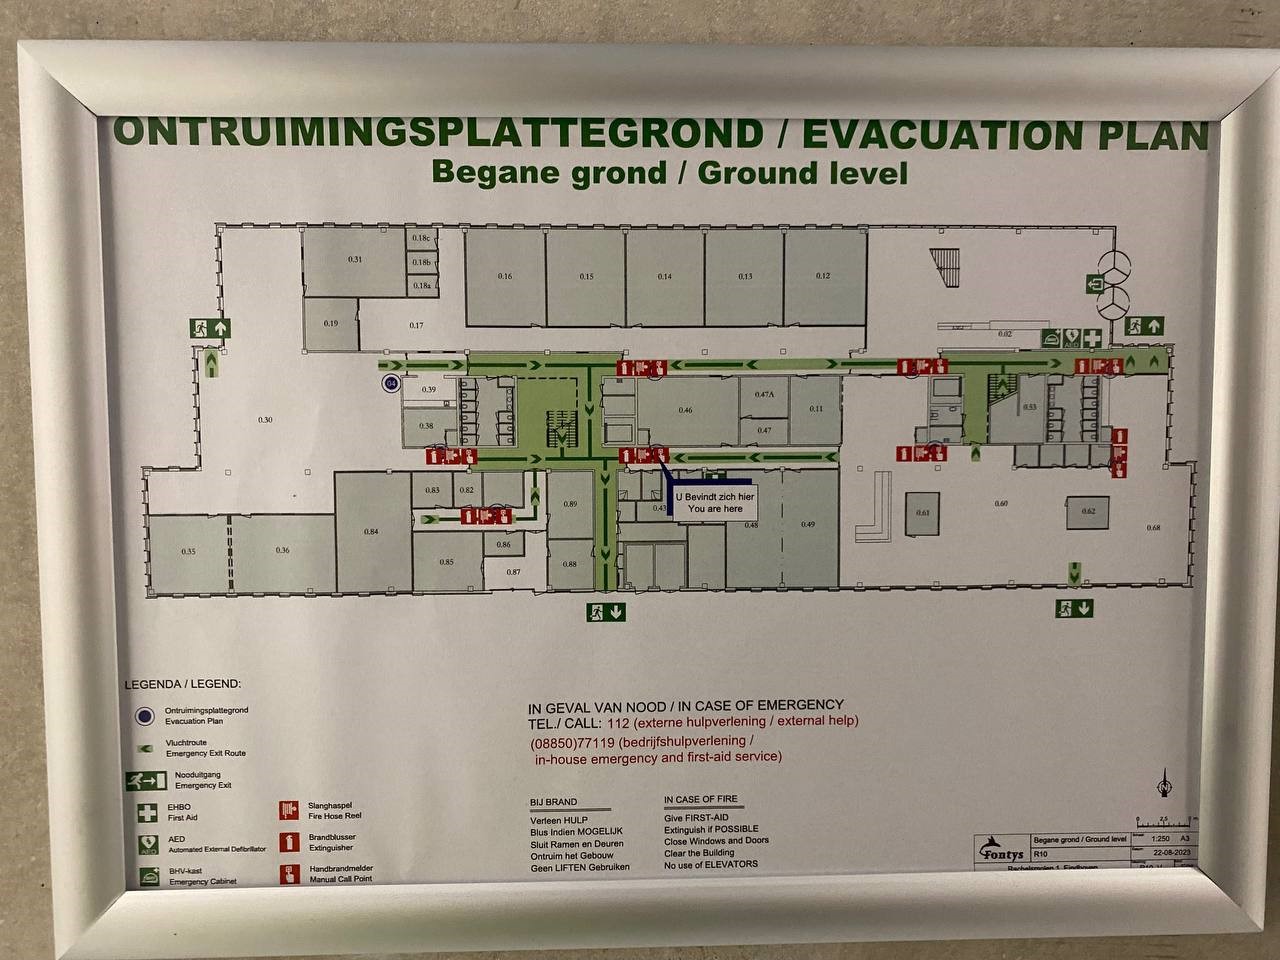 ONTRUIMINGSPLATTEGROND / EVACUATION PLAN
Begane grond / Ground level
0.31
0.18c
0.18b
0.18a
0.16
0.15
0.14
0.13
0.12
0.19
0.17
0.02
AED
04
0.39
0.38
0.30
0.46
0.47A
0.47
0.11
0.53
U Bevindt zich hier
You are here
0.83
0.82
0.89
0.43
0.48
0.49
0.84
0.61
0.60
0.62
0.68
0.35
0.36
0.85
0.86
0.87
0.88
LEGENDA / LEGEND:
Ontruimingsplattegrond
Evacuation Plan
Vluchtroute
Emergency Exit Route
Nooduitgang
Emergency Exit
EHBO
First Aid
AED
AED
Automated External Defibrillator
BHV-kast
Emergency Cabinet
Slanghaspel
Fire Hose Reel
Brandblusser
Extinguisher
Handbrandmelder
Manual Call Point
IN GEVAL VAN NOOD / IN CASE OF EMERGENCY
TEL./ CALL: 112 (externe hulpverlening / external help)
(08850)77119 (bedrijfshulpverlening /
in-house emergency and first-aid service)
BIJ BRAND
Verleen HULP
Blus Indien MOGELIJK
Sluit Ramen en Deuren
Ontruim het Gebouw
Geen LIFTEN Gebruiken
IN CASE OF FIRE
Give FIRST-AID
Extinguish if POSSIBLE
Close Windows and Doors
Clear the Building
No use of ELEVATORS
0 2,5
Fontys
Begane grond / Ground level
1:250 A3
R10
22-08-2023
Rachelsmolen 1, Eindhoven